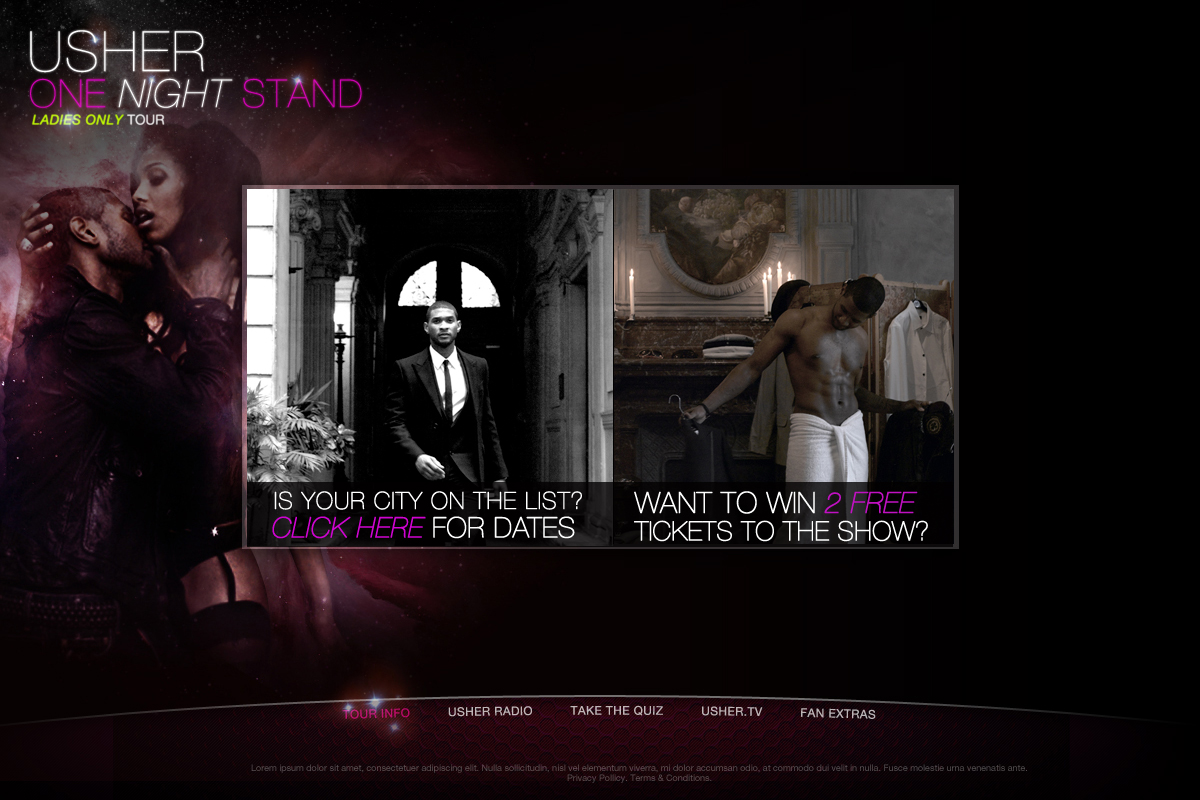 USHER
ONE NIGHT STAND
LADIES ONLY TOUR
IS YOUR CITY ON THE LIST?
CLICK HERE FOR DATES
WANT TO WIN 2 FREE
TICKETS TO THE SHOW?
TOUR INFO
USHER RADIO
TAKE THE QUIZ
USHER.TV
FAN EXTRAS
Lorem ipsum dolor sit amet, consectetuer adipiscing elit. Nulla sollicitudin, nisl vel elementum viverra, mi dolor accumsan odio, at commodo dui velit in nulla. Fusce molestie urna venenatis ante.
Privacy Pollicy. Terms & Conditions.